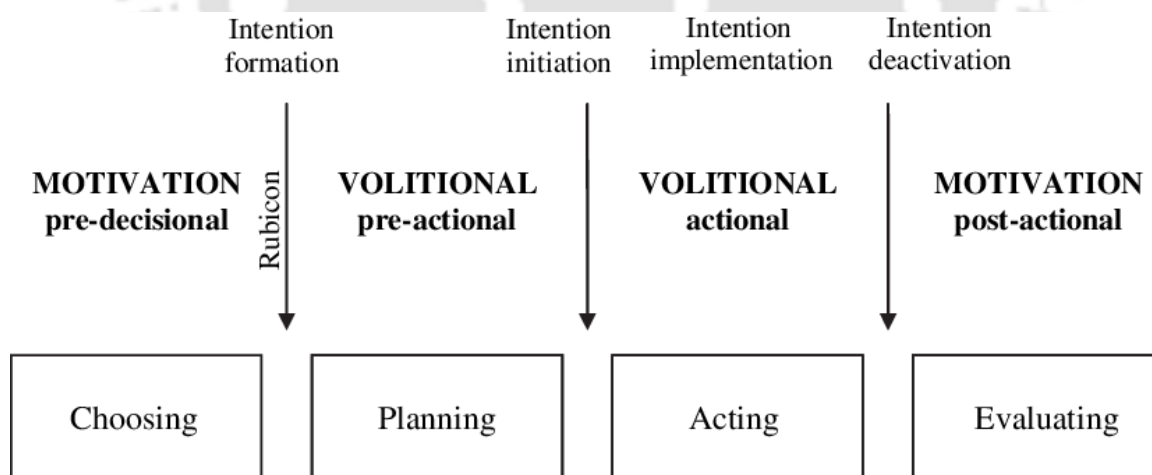 Intention
formation
Intention
initiation
Intention
implementation
Intention
deactivation
MOTIVATION
pre-decisional
Rubicon
VOLITIONAL
pre-actional
VOLITIONAL
actional
MOTIVATION
post-actional
Choosing
Planning
Acting
Evaluating